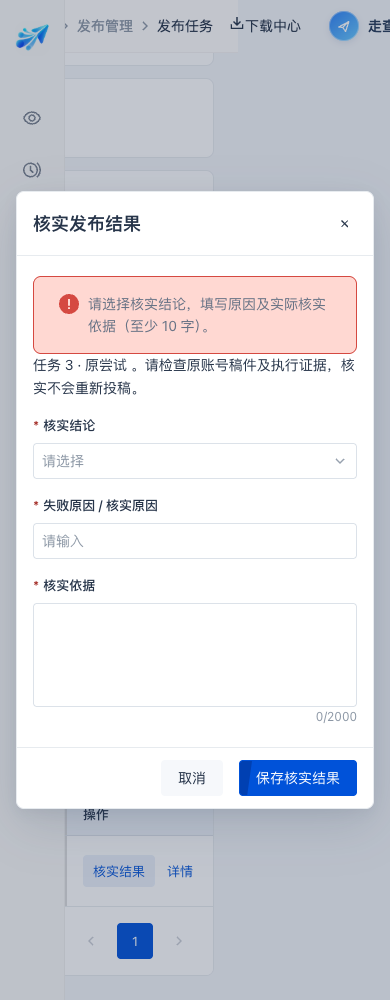 发布管理 > 发布任务 下载中心
核实发布结果
请选择核实结论，填写原因及实际核实
依据（至少 10 字）。
任务 3 · 原尝试 。请检查原账号稿件及执行证据，核
实不会重新投稿。
* 核实结论
请选择
* 失败原因 / 核实原因
请输入
* 核实依据
0/2000
取消 保存核实结果
操作
核实结果 详情
1